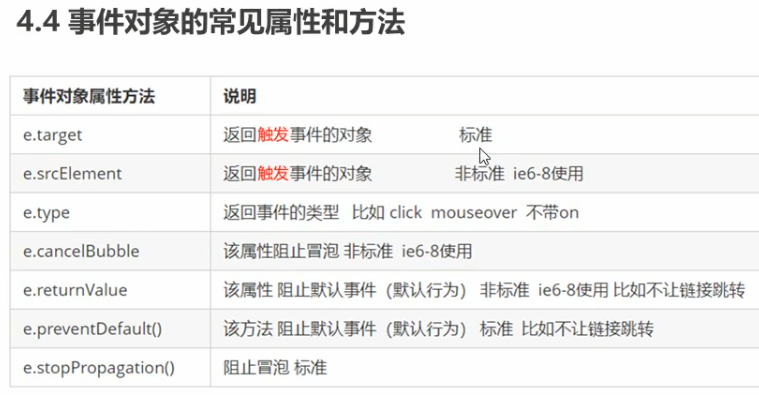 4.4 事件对象的常见属性和方法
事件对象属性方法 说明
e.target 返回触发事件的对象 标准
e.srcElement 返回触发事件的对象 非标准 ie6-8使用
e.type 返回事件的类型 比如 click mouseover 不带on
e.cancelBubble 该属性阻止冒泡 非标准 ie6-8使用
e.returnValue 该属性 阻止默认事件（默认行为） 非标准 ie6-8使用 比如不让链接跳转
e.preventDefault() 该方法 阻止默认事件（默认行为） 标准 比如不让链接跳转
e.stopPropagation() 阻止冒泡 标准